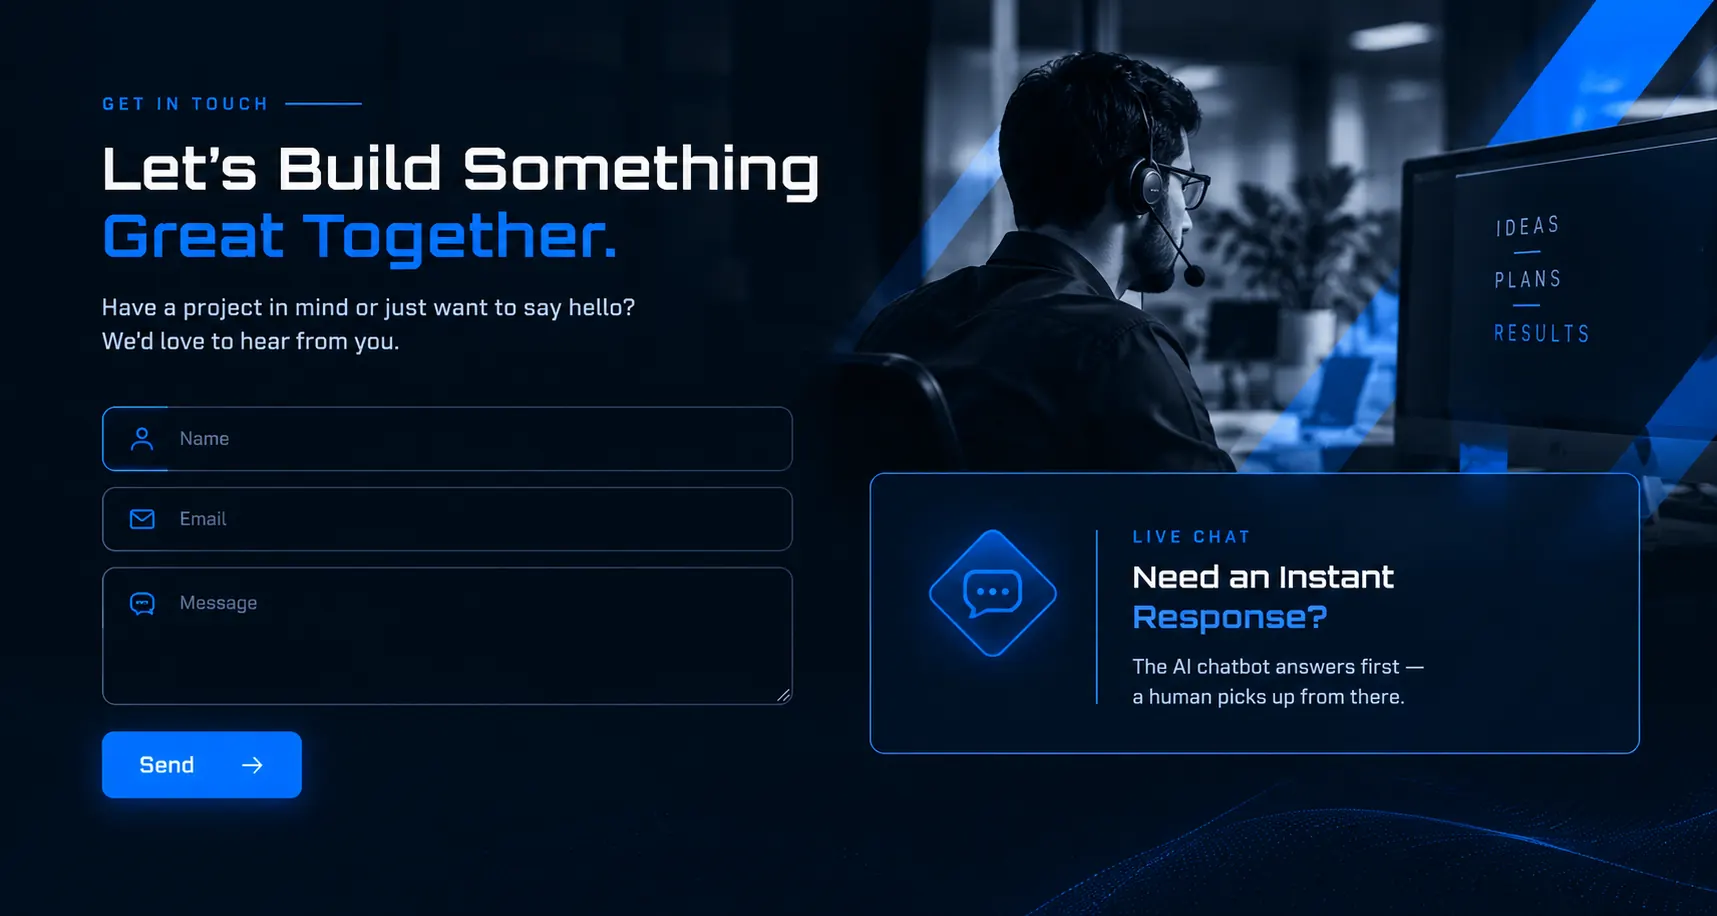 GET IN TOUCH
Let's Build Something
Great Together.
Have a project in mind or just want to say hello?
We'd love to hear from you.
Name
Email
Message
Send
IDEAS
PLANS
RESULTS
LIVE CHAT
Need an Instant
Response?
The AI chatbot answers first —
a human picks up from there.